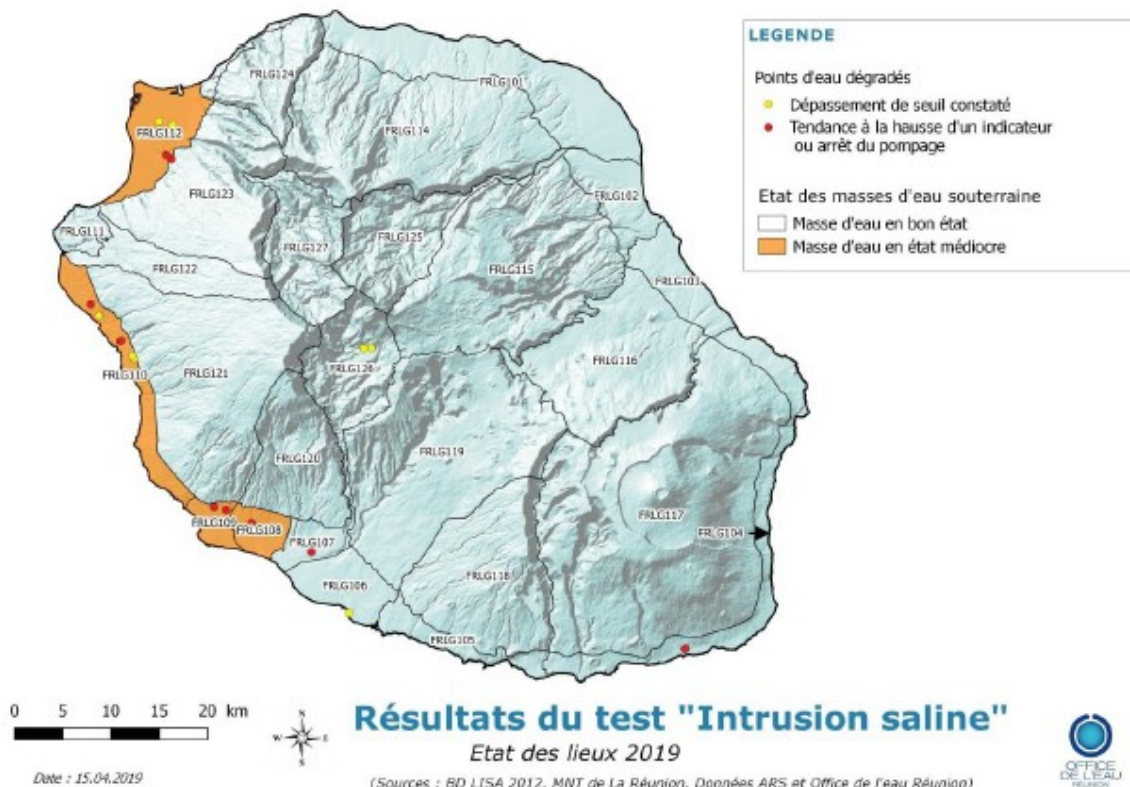 LEGENDE
Points d'eau dégradés
Dépassement de seuil constaté
Tendance à la hausse d'un indicateur
ou arrêt du pompage
Etat des masses d'eau souterraine
Masse d'eau en bon état
Masse d'eau en état médiocre
FRLG124
FRLG101
FRLG112
FRLG114
FRLG123
FRLG102
FRLG111
FRLG127
FRLG125
FRLG122
FRLG115
FRLG103
FRLG110
FRLG121
FRLG126
FRLG116
FRLG120
FRLG119
FRLG117
FRLG104
FRLG109
FRLG108
FRLG107
FRLG106
FRLG118
FRLG105
0 5 10 15 20 km
N
W E
S
Résultats du test "Intrusion saline"
Etat des lieux 2019
Date : 15.04.2019
(Sources : BD LISA 2012, MNT de La Réunion, Données ARS et Office de l'eau Réunion)
OFFICE
DE L'EAU
RÉUNION